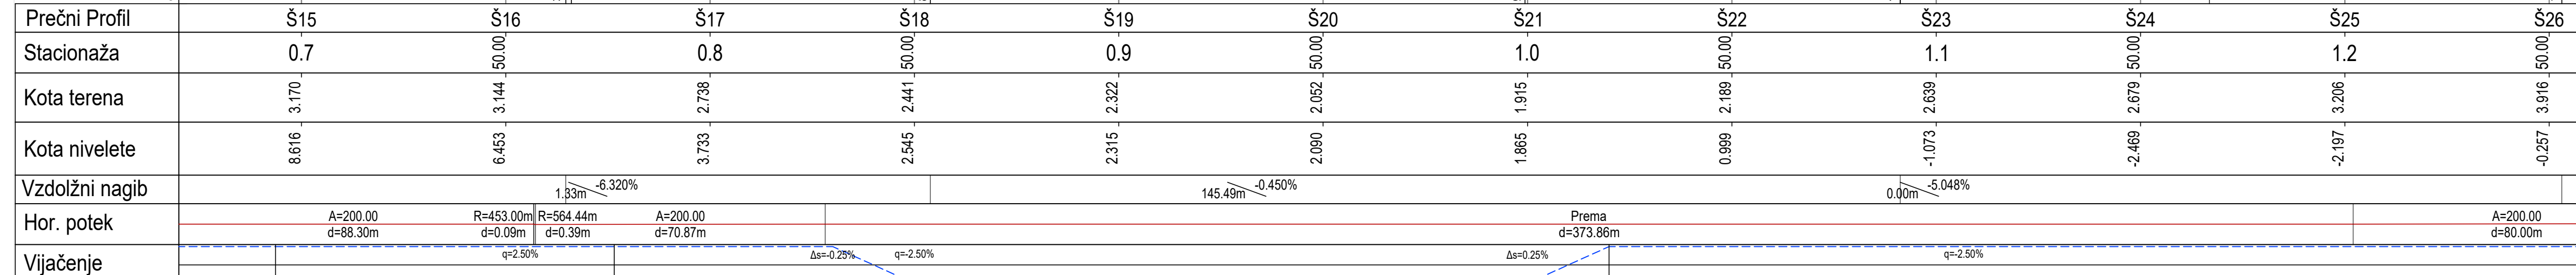 Prečni Profil Š15 Š16 Š17 Š18 Š19 Š20 Š21 Š22 Š23 Š24 Š25 Š26
Stacionaža 0.7 50.00 0.8 50.00 0.9 50.00 1.0 50.00 1.1 50.00 1.2 50.00
Kota terena 3.170 3.144 2.738 2.441 2.322 2.052 1.915 2.189 2.639 2.679 3.206 3.916
Kota nivelete 8.616 6.453 3.733 2.545 2.315 2.090 1.865 0.999 -1.073 -2.469 -2.197 -0.257
Vzdolžni nagib 1.33m -6.320% 145.49m -0.450% 0.00m -5.048%
Hor. potek A=200.00 R=453.00m R=564.44m A=200.00 Prema A=200.00
d=88.30m d=0.09m d=0.39m d=70.87m d=373.86m d=80.00m
Vijačenje q=2.50% Δs=-0.25% q=-2.50% Δs=0.25% q=-2.50%